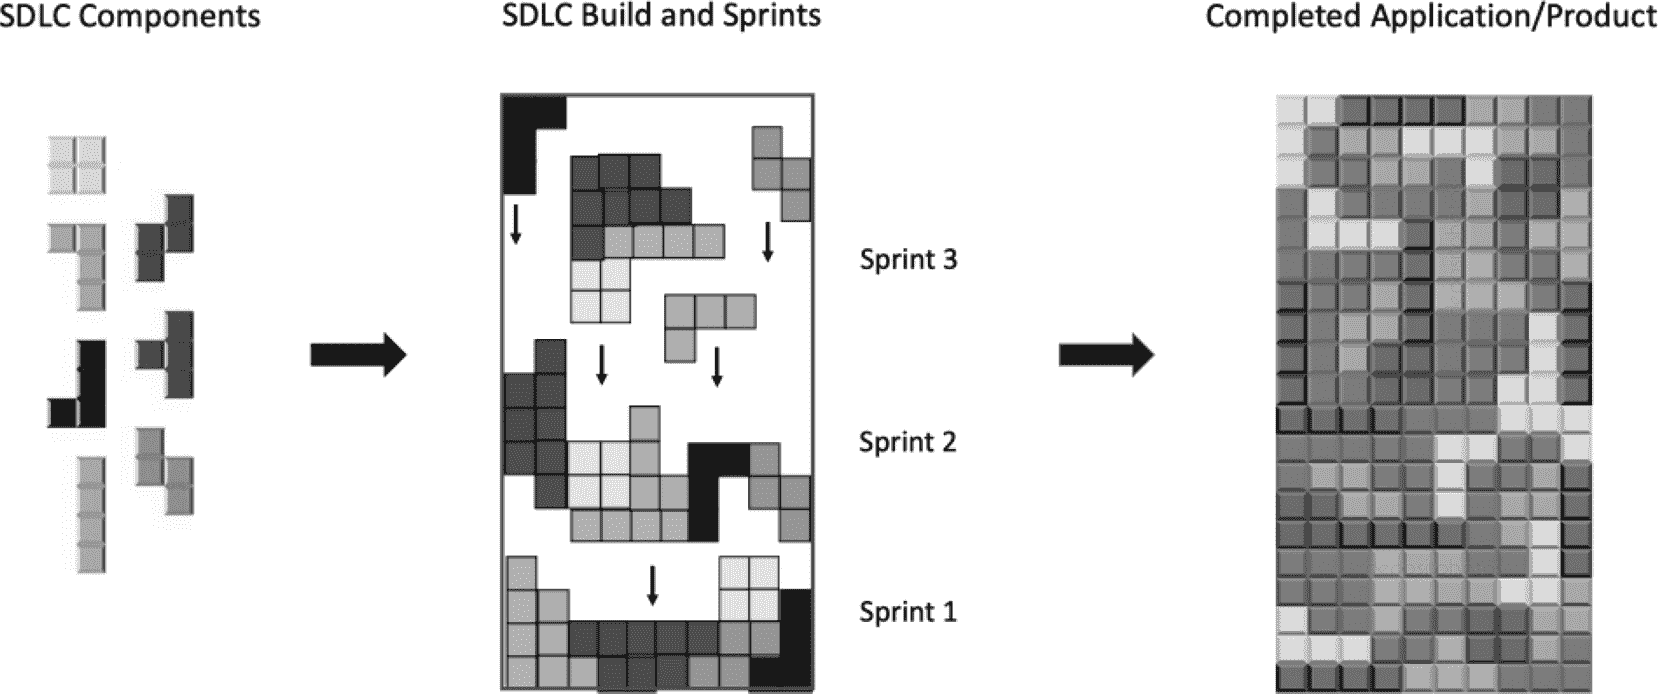 SDLC Components
SDLC Build and Sprints
Completed Application/Product
Sprint 3
Sprint 2
Sprint 1